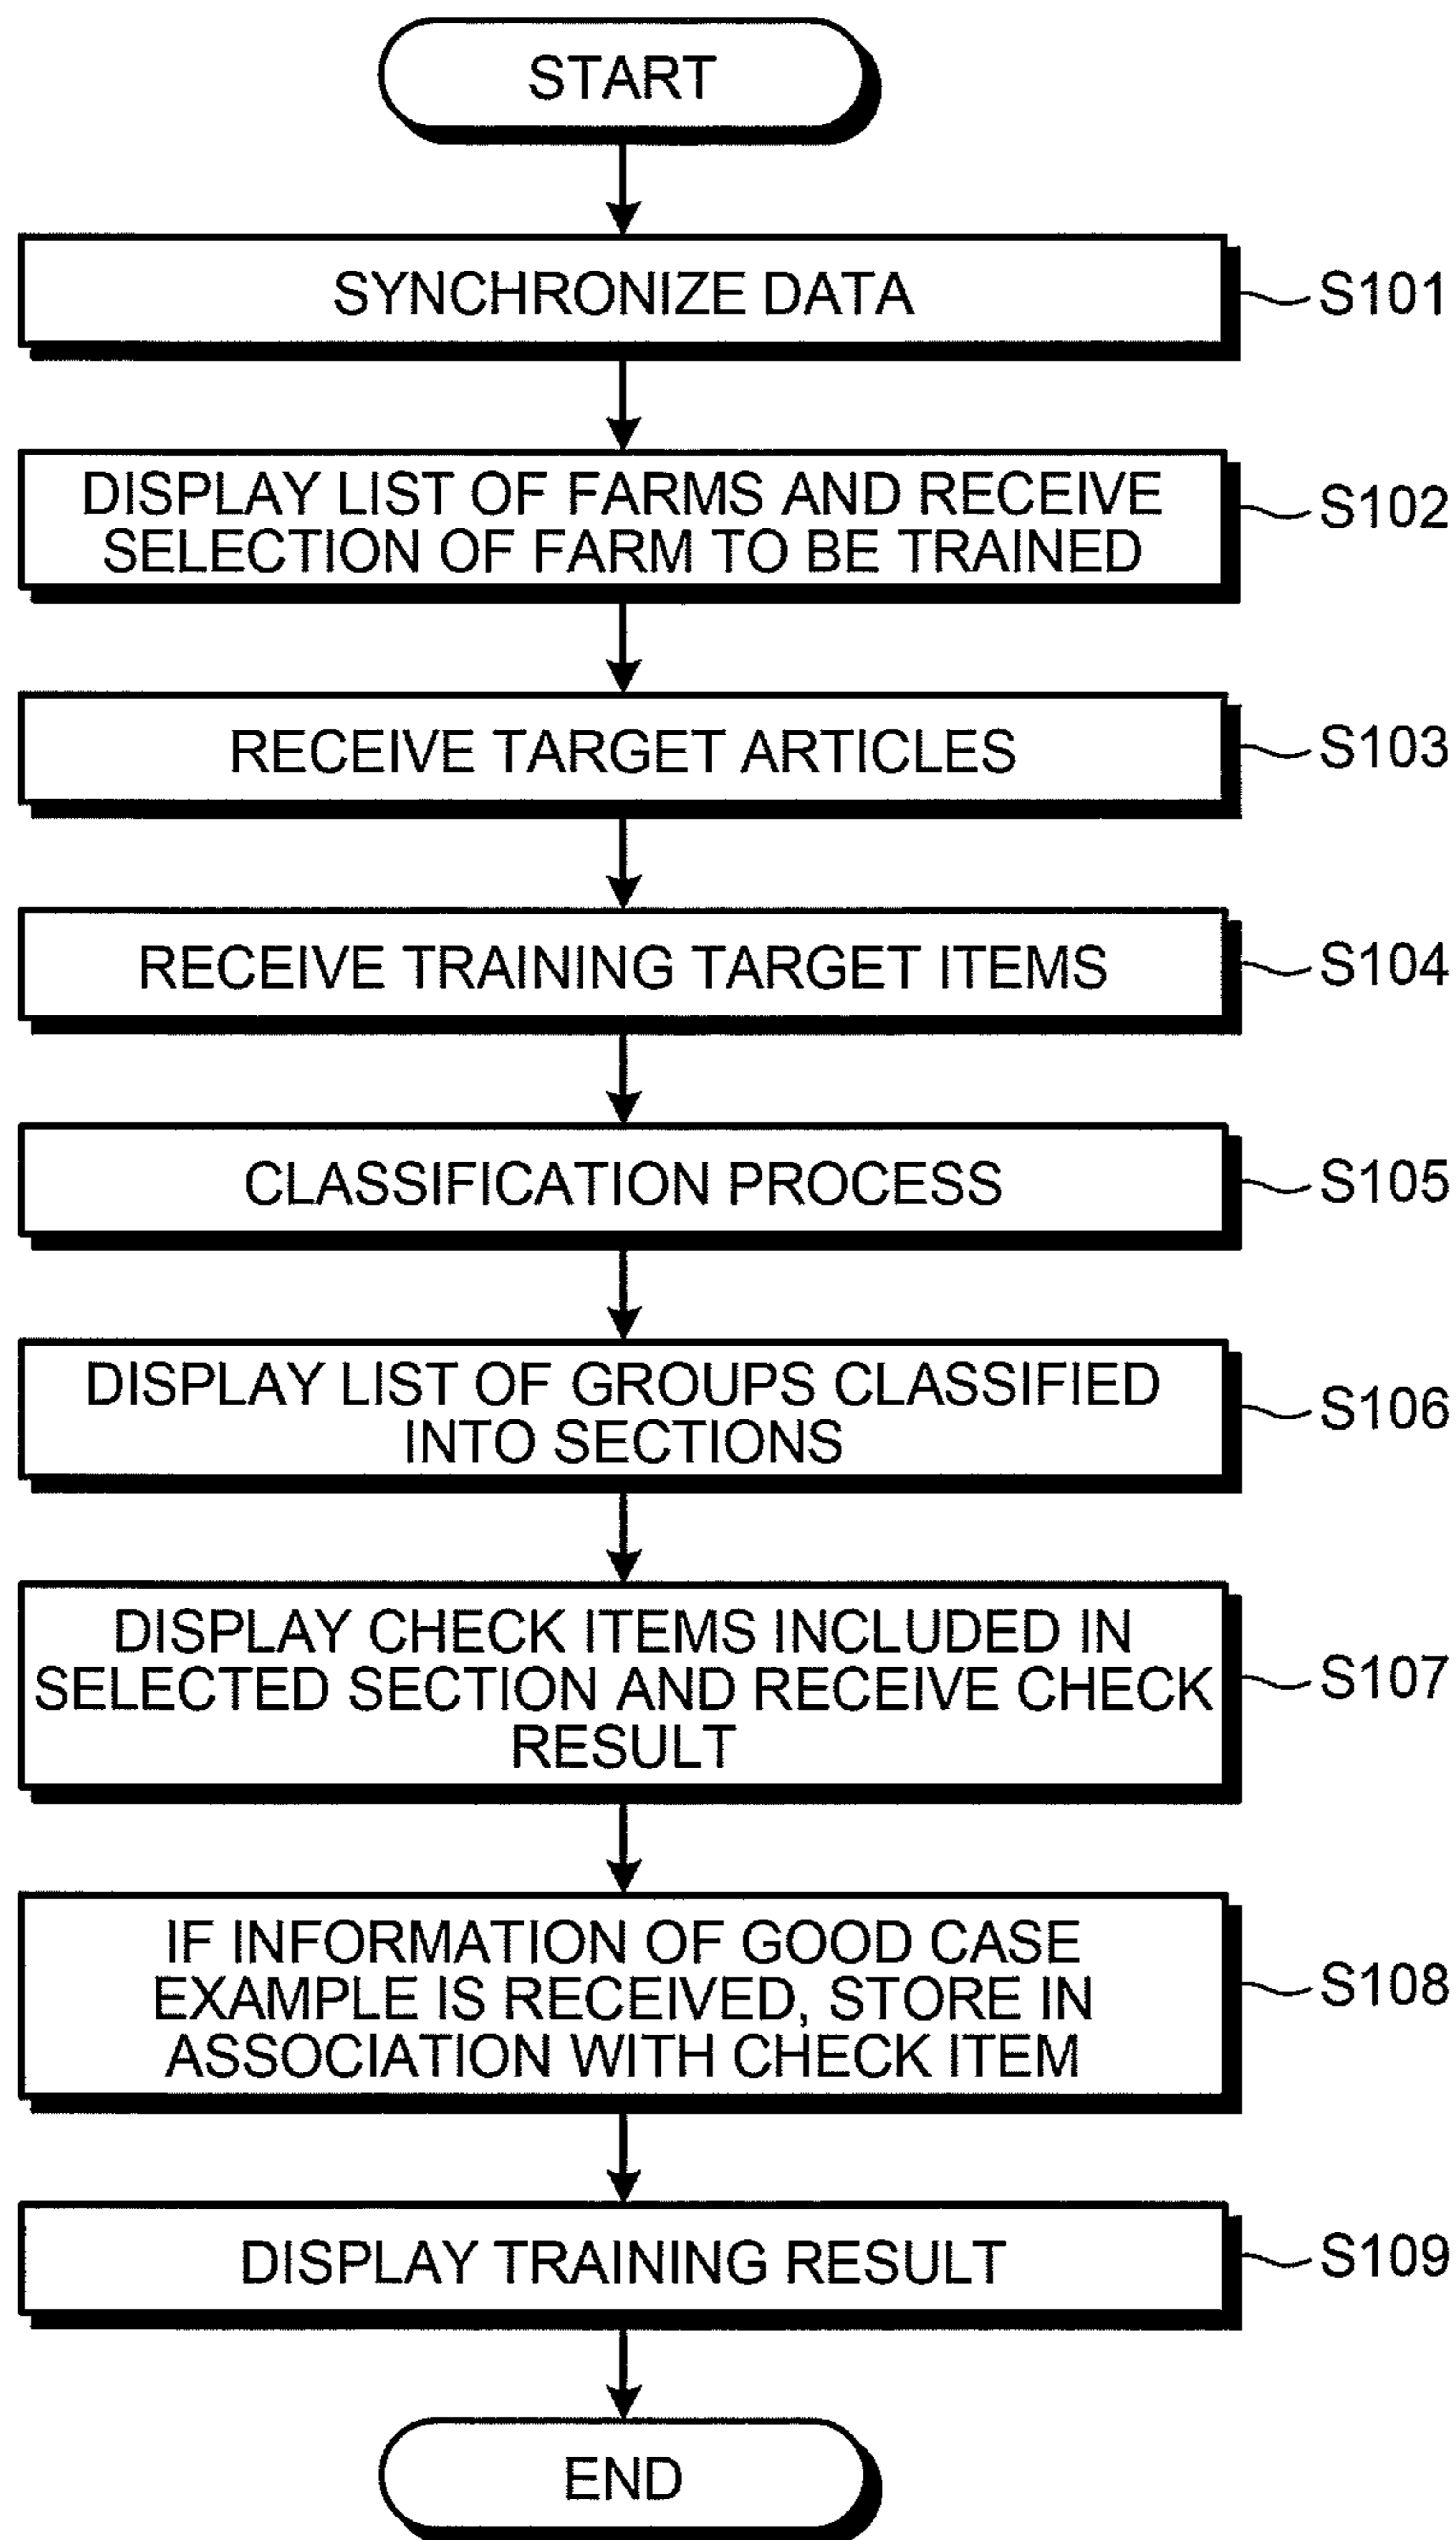 START
SYNCHRONIZE DATA
S101
DISPLAY LIST OF FARMS AND RECEIVE
SELECTION OF FARM TO BE TRAINED
S102
RECEIVE TARGET ARTICLES
S103
RECEIVE TRAINING TARGET ITEMS
S104
CLASSIFICATION PROCESS
S105
DISPLAY LIST OF GROUPS CLASSIFIED
INTO SECTIONS
S106
DISPLAY CHECK ITEMS INCLUDED IN
SELECTED SECTION AND RECEIVE CHECK
RESULT
S107
IF INFORMATION OF GOOD CASE
EXAMPLE IS RECEIVED, STORE IN
ASSOCIATION WITH CHECK ITEM
S108
DISPLAY TRAINING RESULT
S109
END